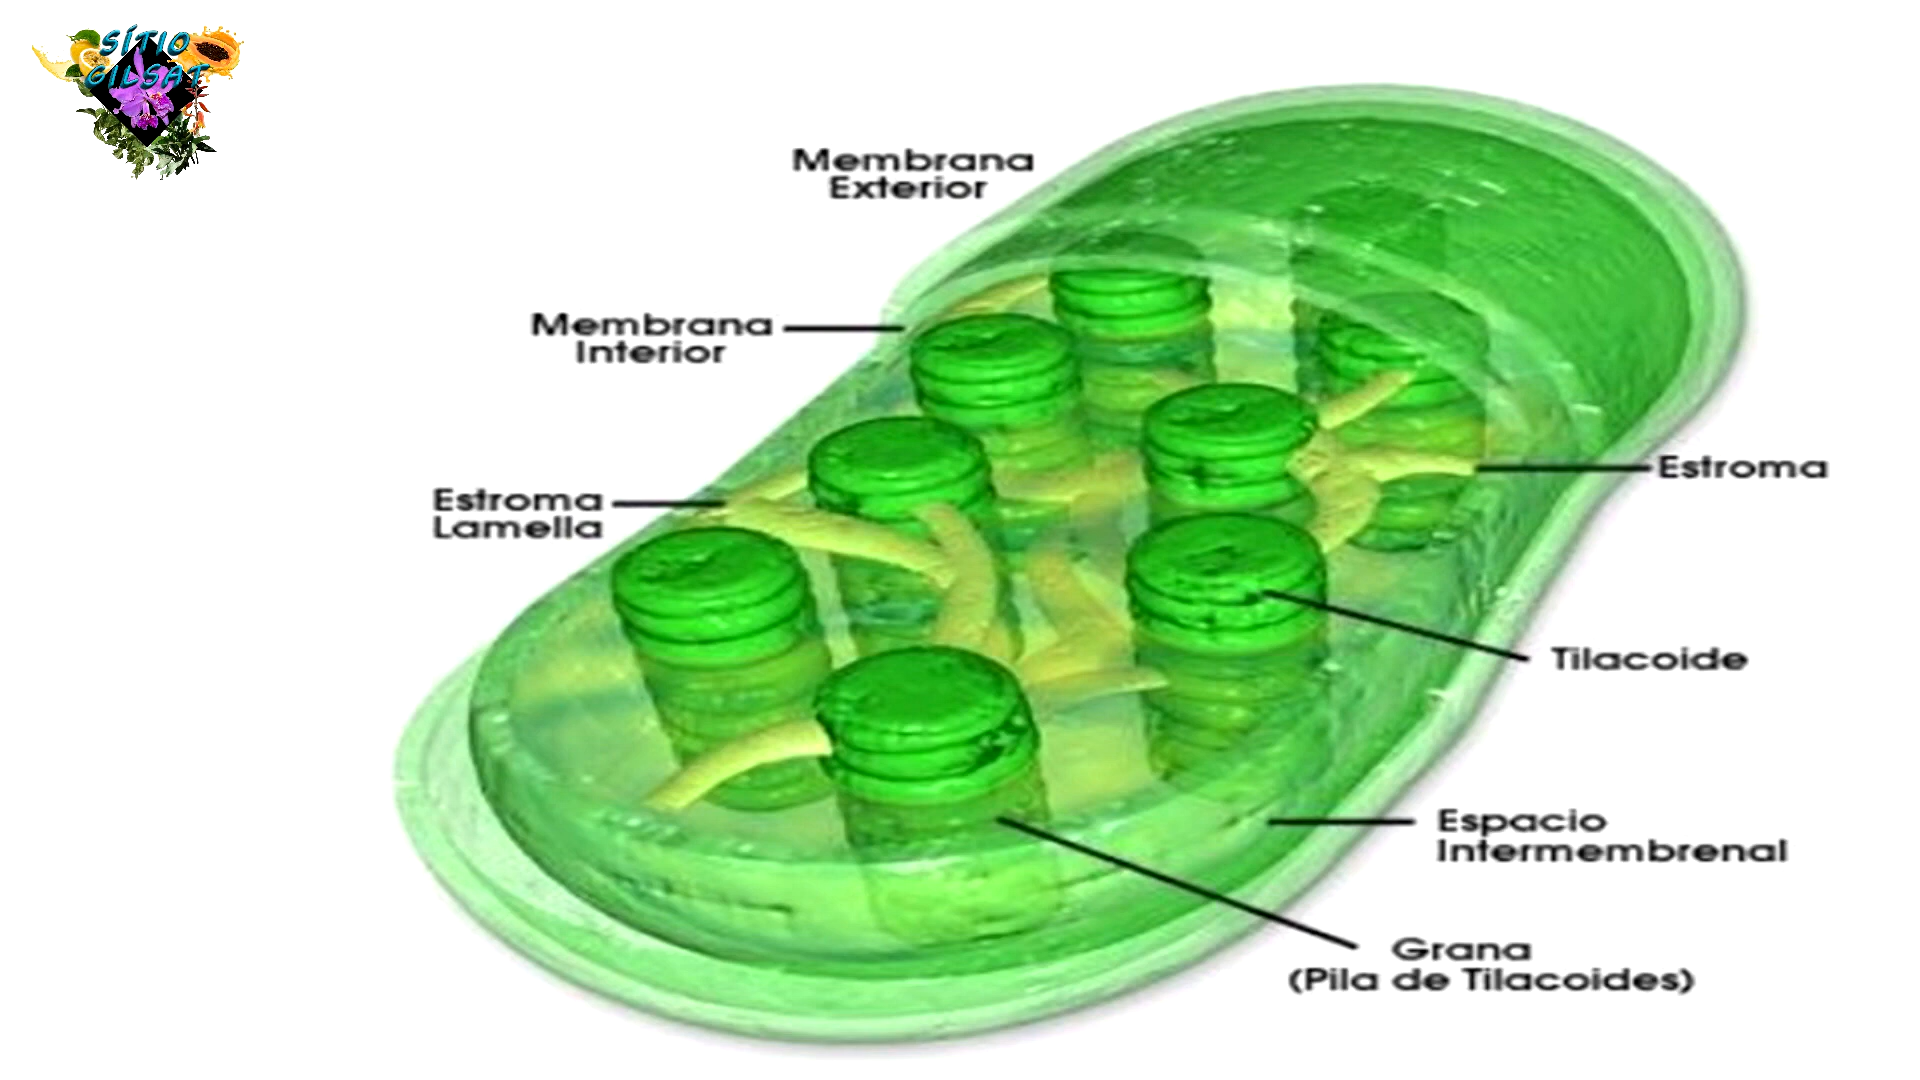 SÍTIO
GILSAT
Membrana
Exterior
Membrana
Interior
Estroma
Lamella
Estroma
Tilacoide
Espacio
Intermembrenal
Grana
(Pila de Tilacoides)